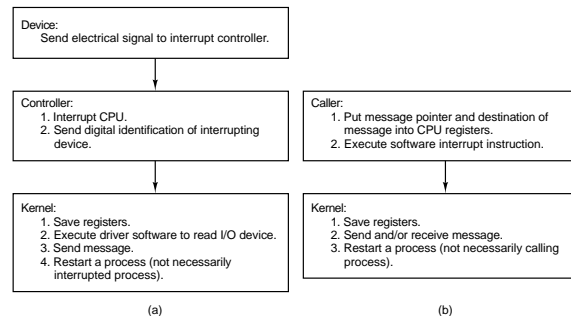 Device:
Send electrical signal to interrupt controller.
Controller:
1. Interrupt CPU.
2. Send digital identification of interrupting
device.
Kernel:
1. Save registers.
2. Execute driver software to read I/O device.
3. Send message.
4. Restart a process (not necessarily
interrupted process).
(a)
Caller:
1. Put message pointer and destination of
message into CPU registers.
2. Execute software interrupt instruction.
Kernel:
1. Save registers.
2. Send and/or receive message.
3. Restart a process (not necessarily calling
process).
(b)